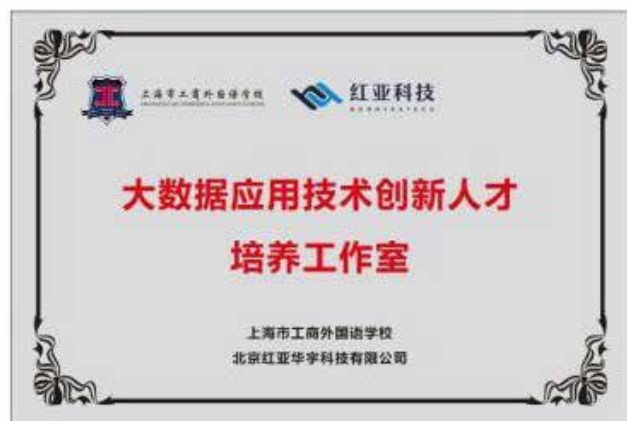 上海市工商外国语学校
红亚科技
大数据应用技术创新人才
培养工作室
上海市工商外国语学校
北京红亚华宇科技有限公司